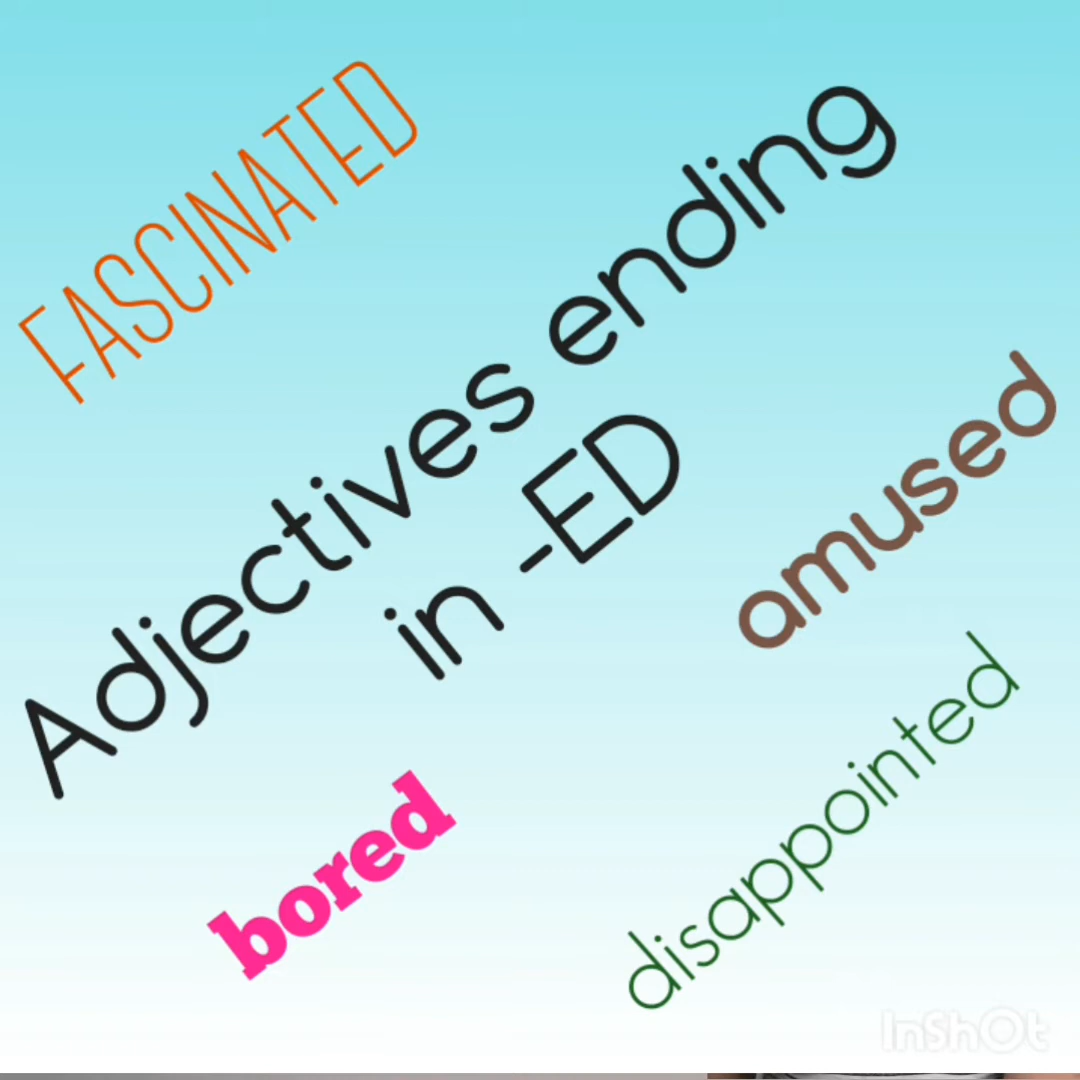 FASCINATED
Adjectives ending
in -ED
amused
disappointed
bored
InShOt